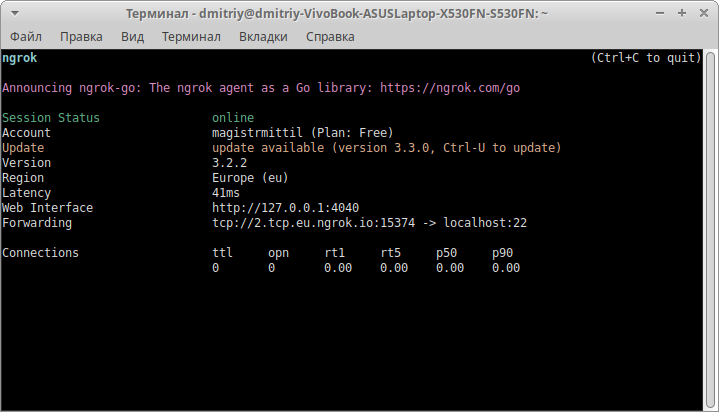 Терминал - dmitriy@dmitriy-VivoBook-ASUSLaptop-X530FN-S530FN: ~
Файл Правка Вид Терминал Вкладки Справка
ngrok (Ctrl+C to quit)
Announcing ngrok-go: The ngrok agent as a Go library: https://ngrok.com/go
Session Status online
Account magistrmittil (Plan: Free)
Update update available (version 3.3.0, Ctrl-U to update)
Version 3.2.2
Region Europe (eu)
Latency 41ms
Web Interface http://127.0.0.1:4040
Forwarding tcp://2.tcp.eu.ngrok.io:15374 -> localhost:22
Connections ttl opn rt1 rt5 p50 p90
0 0 0.00 0.00 0.00 0.00